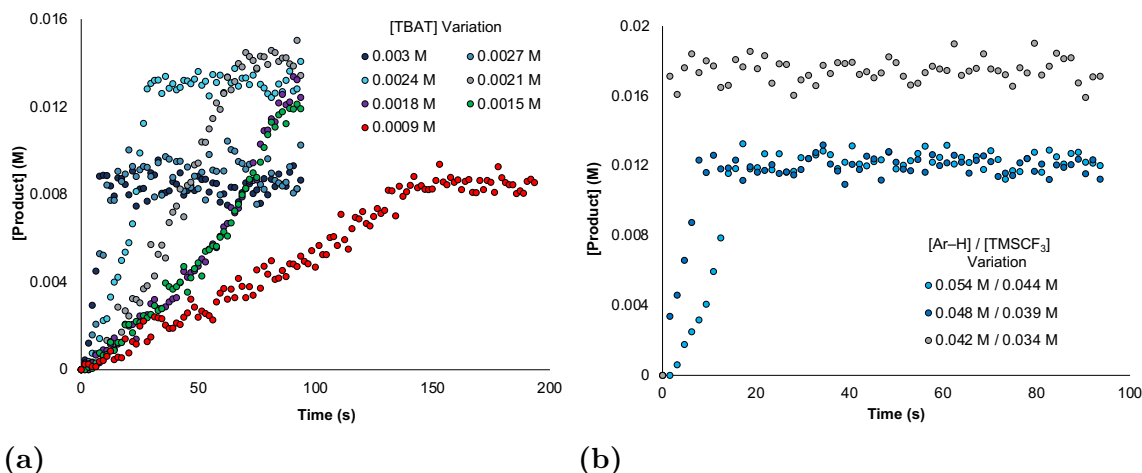 [TBAT] Variation
0.003 M
0.0027 M
0.0024 M
0.0021 M
0.0018 M
0.0015 M
0.0009 M
0.016
0.012
0.008
0.004
0
[Product] (M)
0
50
100
150
200
Time (s)
(a)
0.02
0.016
0.012
0.008
0.004
0
[Product] (M)
[Ar–H] / [TMSCF₃]
Variation
0.054 M / 0.044 M
0.048 M / 0.039 M
0.042 M / 0.034 M
0
20
40
60
80
100
Time (s)
(b)